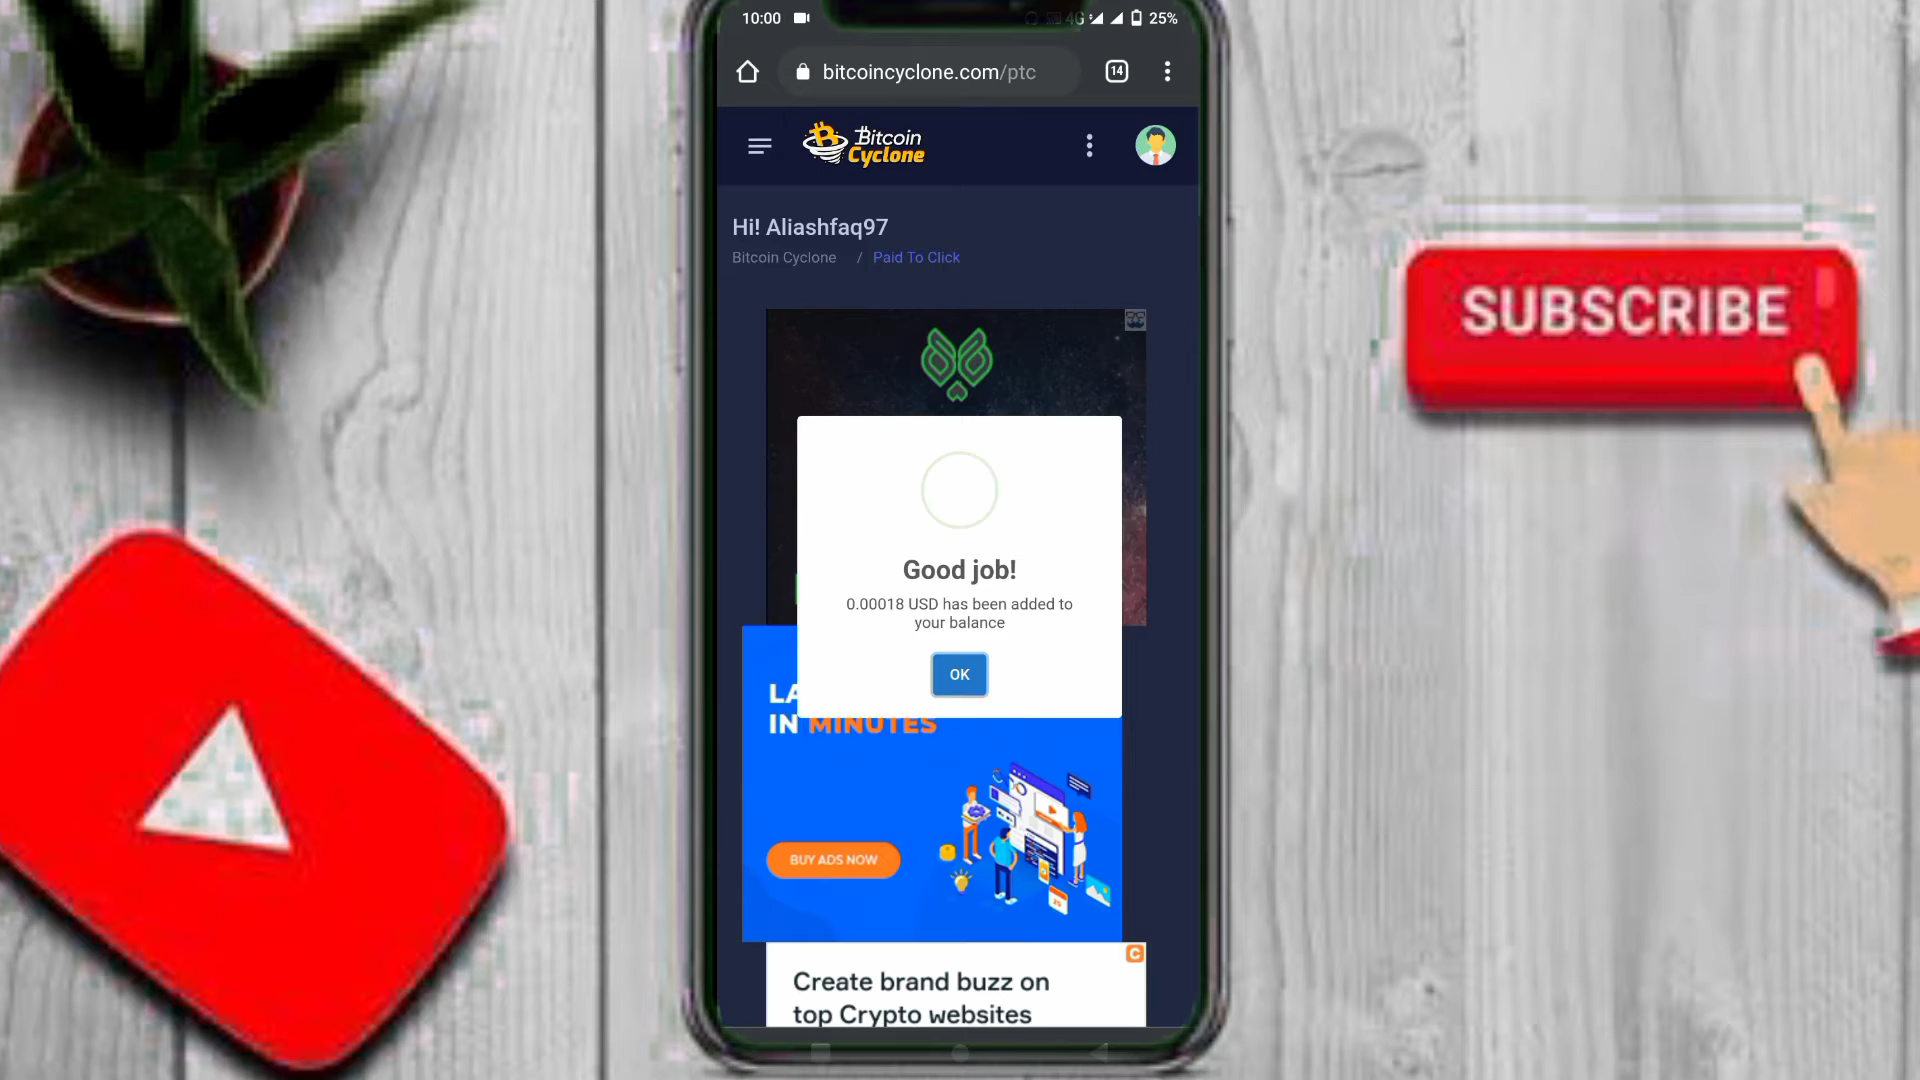 10:00
4G
25%
bitcoincyclone.com/ptc
14
Bitcoin
Cyclone
Hi! Aliashfaq97
Bitcoin Cyclone / Paid To Click
Good job!
0.00018 USD has been added to
your balance
OK
LA
IN MINUTES
BUY ADS NOW
C
Create brand buzz on
top Crypto websites
SUBSCRIBE